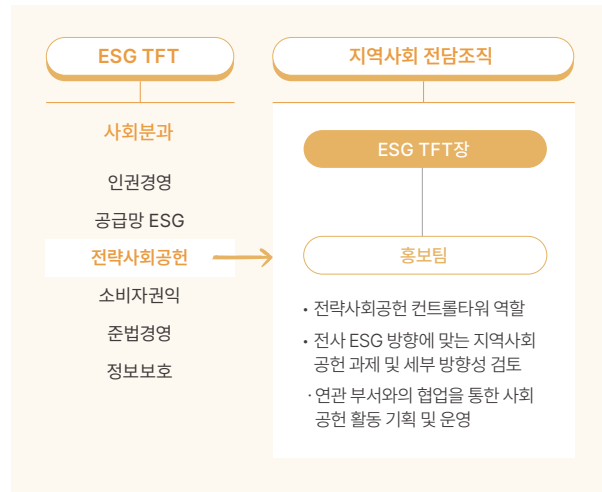 ESG TFT
사회분과
인권경영
공급망 ESG
전략사회공헌
소비자권익
준법경영
정보보호
지역사회 전담조직
ESG TFT장
홍보팀
• 전략사회공헌 컨트롤타워 역할
• 전사 ESG 방향에 맞는 지역사회
공헌 과제 및 세부 방향성 검토
· 연관 부서와의 협업을 통한 사회
공헌 활동 기획 및 운영